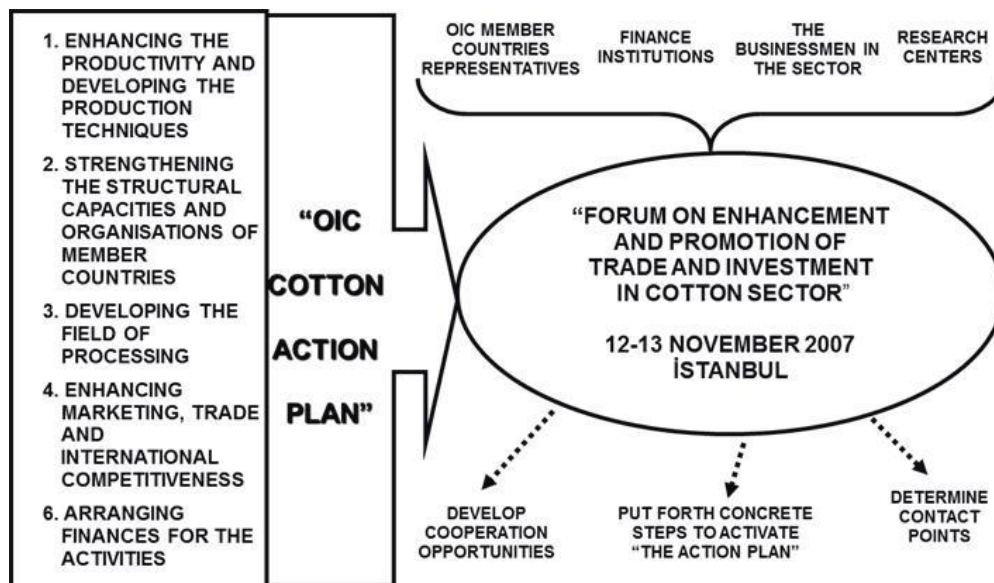 1. ENHANCING THE
PRODUCTIVITY AND
DEVELOPING THE
PRODUCTION
TECHNIQUES
2. STRENGTHENING
THE STRUCTURAL
CAPACITIES AND
ORGANISATIONS OF
MEMBER
COUNTRIES
3. DEVELOPING THE
FIELD OF
PROCESSING
4. ENHANCING
MARKETING, TRADE
AND
INTERNATIONAL
COMPETITIVENESS
6. ARRANGING
FINANCES FOR THE
ACTIVITIES
“OIC
COTTON
ACTION
PLAN”
OIC MEMBER
COUNTRIES
REPRESENTATIVES
FINANCE
INSTITUTIONS
THE
BUSINESSMEN IN
THE SECTOR
RESEARCH
CENTERS
“FORUM ON ENHANCEMENT
AND PROMOTION OF
TRADE AND INVESTMENT
IN COTTON SECTOR”
12-13 NOVEMBER 2007
İSTANBUL
DEVELOP
COOPERATION
OPPORTUNITIES
PUT FORTH CONCRETE
STEPS TO ACTIVATE
“THE ACTION PLAN”
DETERMINE
CONTACT
POINTS